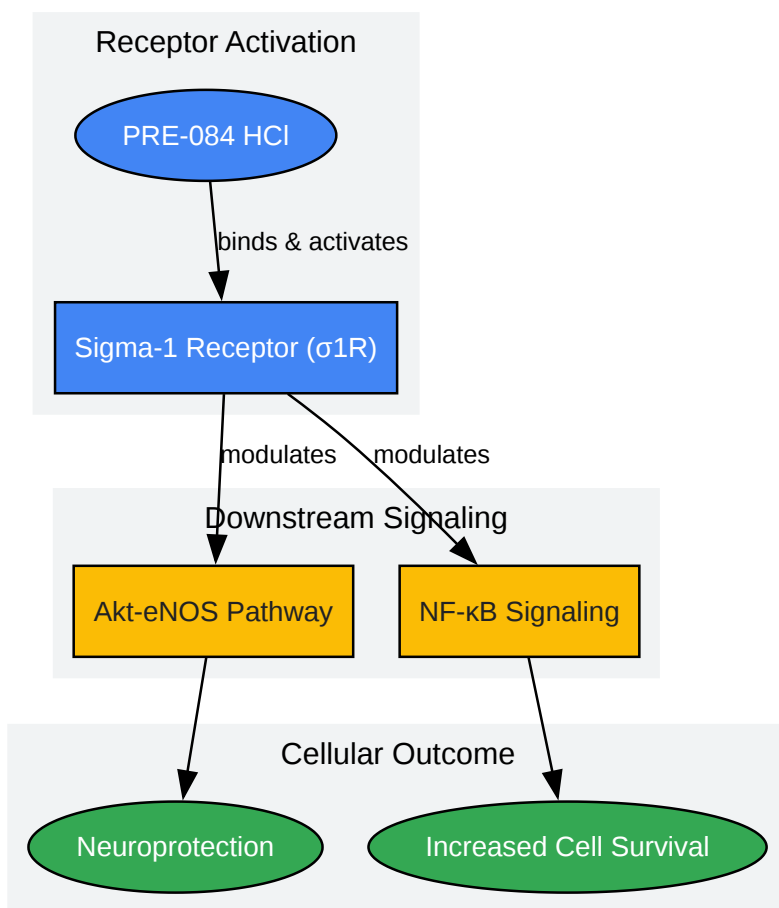 Receptor Activation
PRE-084 HCl
binds & activates
Sigma-1 Receptor (σ1R)
modulates
modulates
Downstream Signaling
Akt-eNOS Pathway
NF-κB Signaling
Cellular Outcome
Neuroprotection
Increased Cell Survival